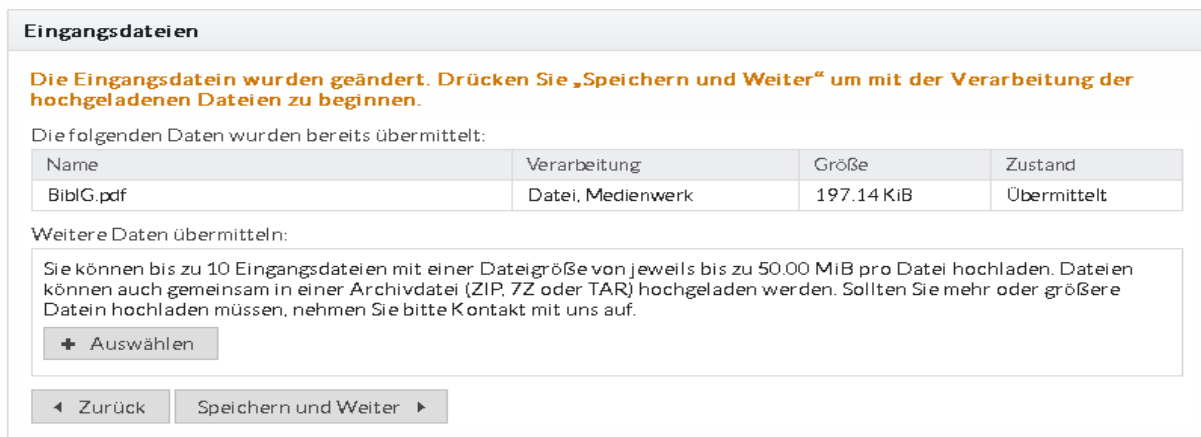 Eingangsdateien
Die Eingangsdatein wurden geändert. Drücken Sie „Speichern und Weiter“ um mit der Verarbeitung der
hochgeladenen Dateien zu beginnen.
Die folgenden Daten wurden bereits übermittelt:
Name Verarbeitung Größe Zustand
BiblG.pdf Datei, Medienwerk 197.14 KiB Übermittelt
Weitere Daten übermitteln:
Sie können bis zu 10 Eingangsdateien mit einer Dateigröße von jeweils bis zu 50.00 MiB pro Datei hochladen. Dateien
können auch gemeinsam in einer Archivdatei (ZIP, 7Z oder TAR) hochgeladen werden. Sollten Sie mehr oder größere
Datein hochladen müssen, nehmen Sie bitte Kontakt mit uns auf.
Auswählen
Zurück Speichern und Weiter